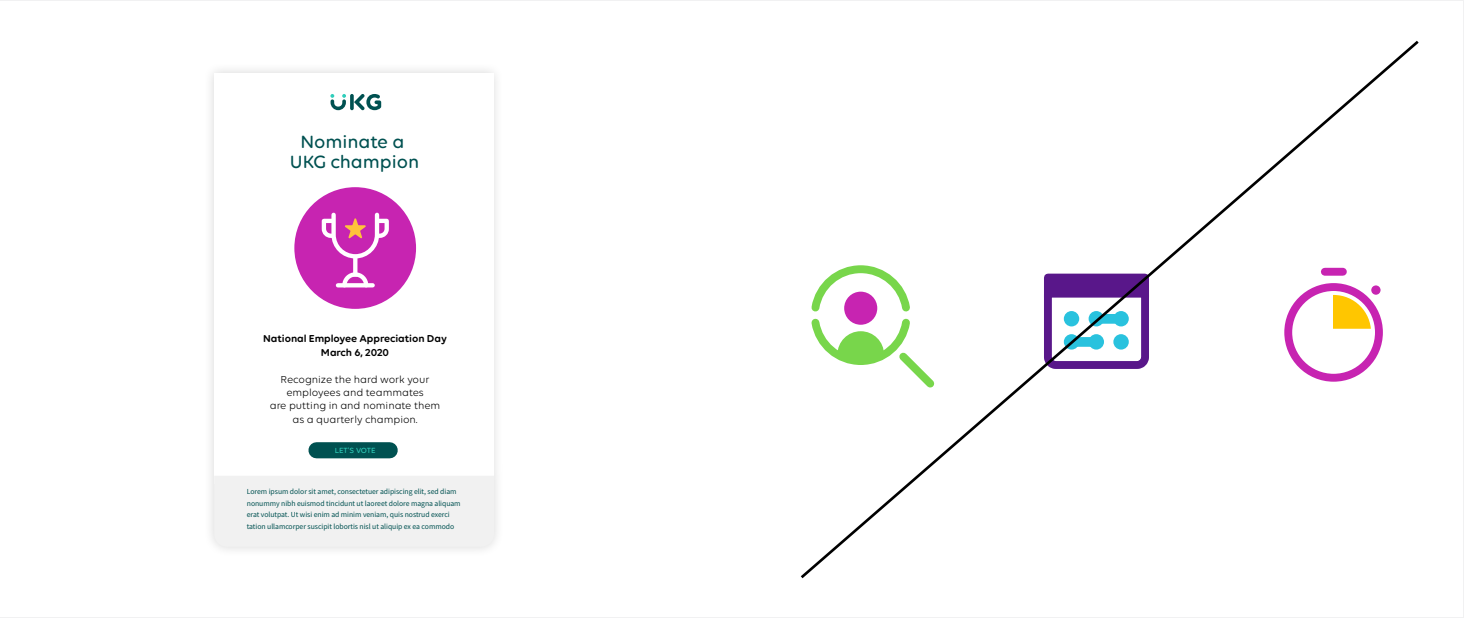 UKG
Nominate a
UKG champion
National Employee Appreciation Day
March 6, 2020
Recognize the hard work your
employees and teammates
are putting in and nominate them
as a quarterly champion.
LET'S VOTE
Lorem ipsum dolor sit amet, consectetuer adipiscing elit, sed diam
nonummy nibh euismod tincidunt ut laoreet dolore magna aliquam
erat volutpat. Ut wisi enim ad minim veniam, quis nostrud exerci
tation ullamcorper suscipit lobortis nisl ut aliquip ex ea commodo